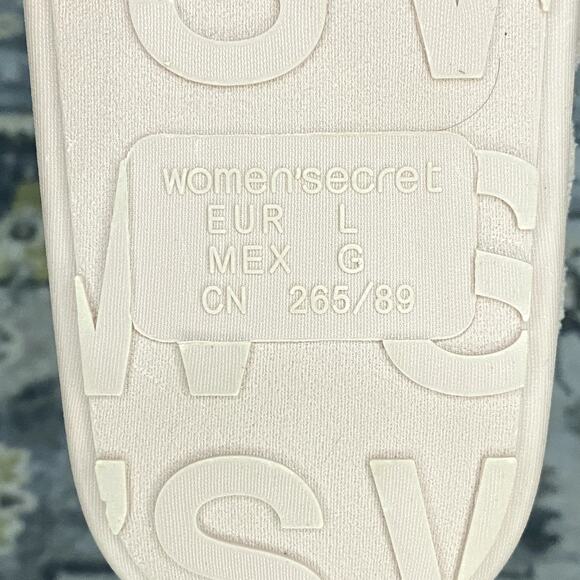 women'secret
EUR L
MEX G
CN 265/89
W S
'S W